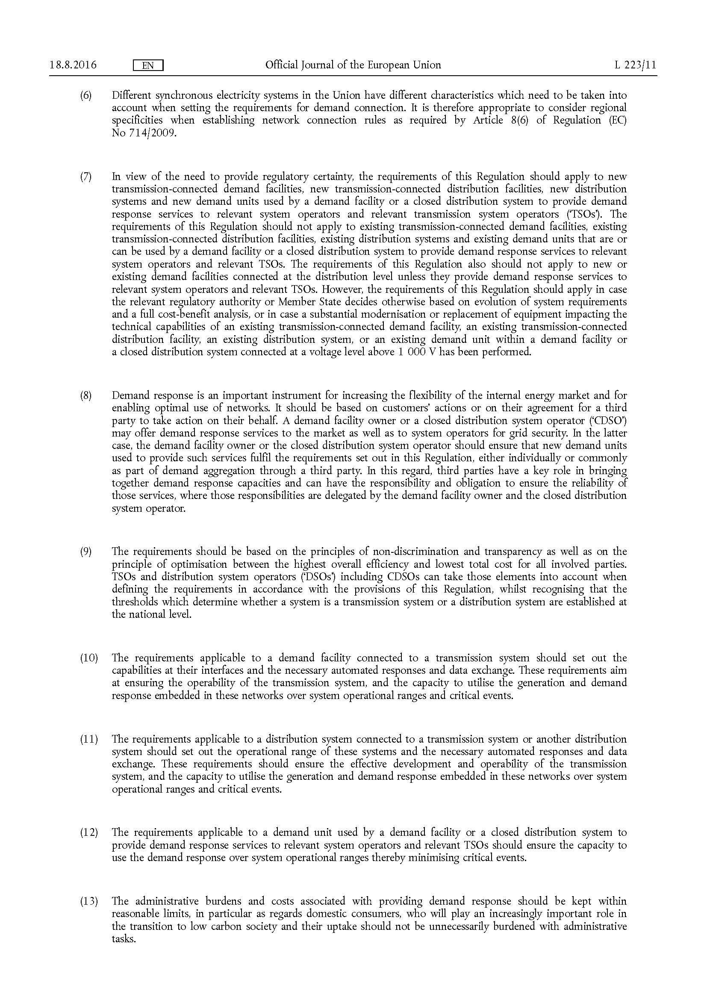 18.8.2016 EN Official Journal of the European Union L 223/11
(6) Different synchronous electricity systems in the Union have different characteristics which need to be taken into
account when setting the requirements for demand connection. It is therefore appropriate to consider regional
specificities when establishing network connection rules as required by Article 8(6) of Regulation (EC)
No 714/2009.
(7) In view of the need to provide regulatory certainty, the requirements of this Regulation should apply to new
transmission-connected demand facilities, new transmission-connected distribution facilities, new distribution
systems and new demand units used by a demand facility or a closed distribution system to provide demand
response services to relevant system operators and relevant transmission system operators (‘TSOs’). The
requirements of this Regulation should not apply to existing transmission-connected demand facilities, existing
transmission-connected distribution facilities, existing distribution systems and existing demand units that are or
can be used by a demand facility or a closed distribution system to provide demand response services to relevant
system operators and relevant TSOs. The requirements of this Regulation also should not apply to new or
existing demand facilities connected at the distribution level unless they provide demand response services to
relevant system operators and relevant TSOs. However, the requirements of this Regulation should apply in case
the relevant regulatory authority or Member State decides otherwise based on evolution of system requirements
and a full cost-benefit analysis, or in case a substantial modernisation or replacement of equipment impacting the
technical capabilities of an existing transmission-connected demand facility, an existing transmission-connected
distribution facility, an existing distribution system, or an existing demand unit within a demand facility or
a closed distribution system connected at a voltage level above 1 000 V has been performed.
(8) Demand response is an important instrument for increasing the flexibility of the internal energy market and for
enabling optimal use of networks. It should be based on customers’ actions or on their agreement for a third
party to take action on their behalf. A demand facility owner or a closed distribution system operator (‘CDSO’)
may offer demand response services to the market as well as to system operators for grid security. In the latter
case, the demand facility owner or the closed distribution system operator should ensure that new demand units
used to provide such services fulfil the requirements set out in this Regulation, either individually or commonly
as part of demand aggregation through a third party. In this regard, third parties have a key role in bringing
together demand response capacities and can have the responsibility and obligation to ensure the reliability of
those services, where those responsibilities are delegated by the demand facility owner and the closed distribution
system operator.
(9) The requirements should be based on the principles of non-discrimination and transparency as well as on the
principle of optimisation between the highest overall efficiency and lowest total cost for all involved parties.
TSOs and distribution system operators (‘DSOs’) including CDSOs can take those elements into account when
defining the requirements in accordance with the provisions of this Regulation, whilst recognising that the
thresholds which determine whether a system is a transmission system or a distribution system are established at
the national level.
(10) The requirements applicable to a demand facility connected to a transmission system should set out the
capabilities at their interfaces and the necessary automated responses and data exchange. These requirements aim
at ensuring the operability of the transmission system, and the capacity to utilise the generation and demand
response embedded in these networks over system operational ranges and critical events.
(11) The requirements applicable to a distribution system connected to a transmission system or another distribution
system should set out the operational range of these systems and the necessary automated responses and data
exchange. These requirements should ensure the effective development and operability of the transmission
system, and the capacity to utilise the generation and demand response embedded in these networks over system
operational ranges and critical events.
(12) The requirements applicable to a demand unit used by a demand facility or a closed distribution system to
provide demand response services to relevant system operators and relevant TSOs should ensure the capacity to
use the demand response over system operational ranges thereby minimising critical events.
(13) The administrative burdens and costs associated with providing demand response should be kept within
reasonable limits, in particular as regards domestic consumers, who will play an increasingly important role in
the transition to low carbon society and their uptake should not be unnecessarily burdened with administrative
tasks.